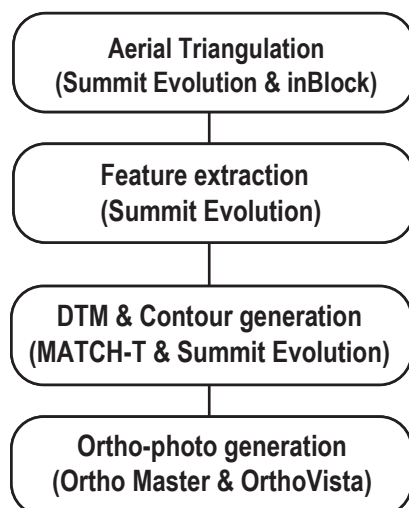 Aerial Triangulation
(Summit Evolution & inBlock)
Feature extraction
(Summit Evolution)
DTM & Contour generation
(MATCH-T & Summit Evolution)
Ortho-photo generation
(Ortho Master & OrthoVista)